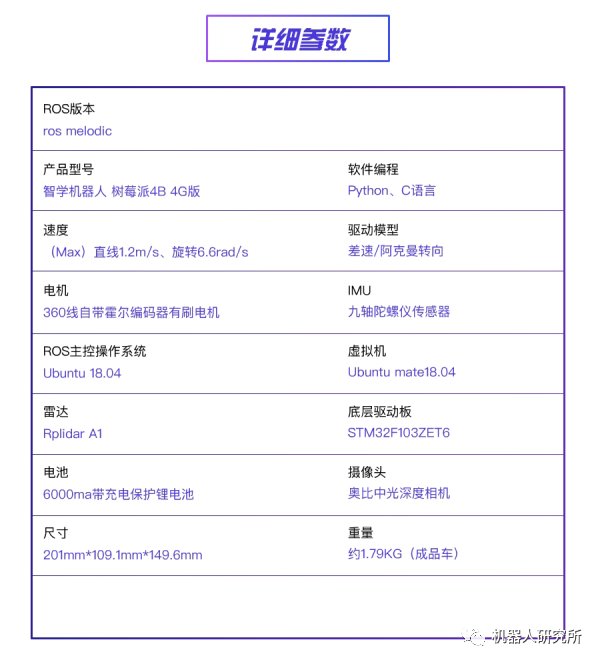 详细参数
ROS版本
ros melodic
产品型号
智学机器人 树莓派4B 4G版
软件编程
Python、C语言
速度
（Max）直线1.2m/s、旋转6.6rad/s
驱动模型
差速/阿克曼转向
电机
360线自带霍尔编码器有刷电机
IMU
九轴陀螺仪传感器
ROS主控操作系统
Ubuntu 18.04
虚拟机
Ubuntu mate18.04
雷达
Rplidar A1
底层驱动板
STM32F103ZET6
电池
6000ma带充电保护锂电池
摄像头
奥比中光深度相机
尺寸
201mm*109.1mm*149.6mm
重量
约1.79KG（成品车）
机器人研究所